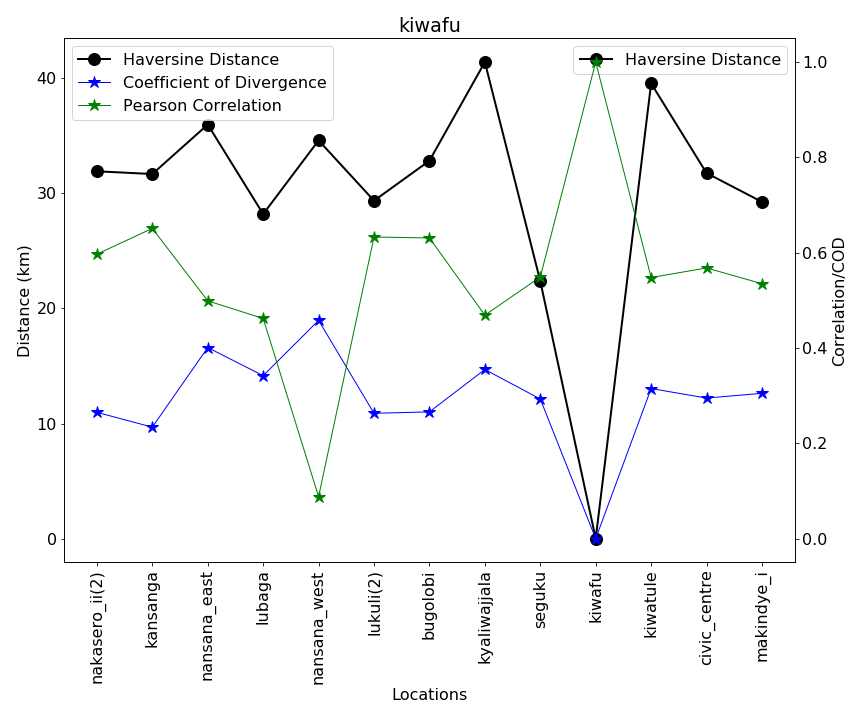 kiwafu
Haversine Distance
Coefficient of Divergence
Pearson Correlation
Haversine Distance
Distance (km)
40
30
20
10
0
1.0
0.8
0.6
0.4
0.2
0.0
Correlation/COD
nakasero_ii(2)
kansanga
nansana_east
lubaga
nansana_west
lukuli(2)
bugolobi
kyaliwajjala
seguku
kiwafu
kiwatule
civic_centre
makindye_i
Locations